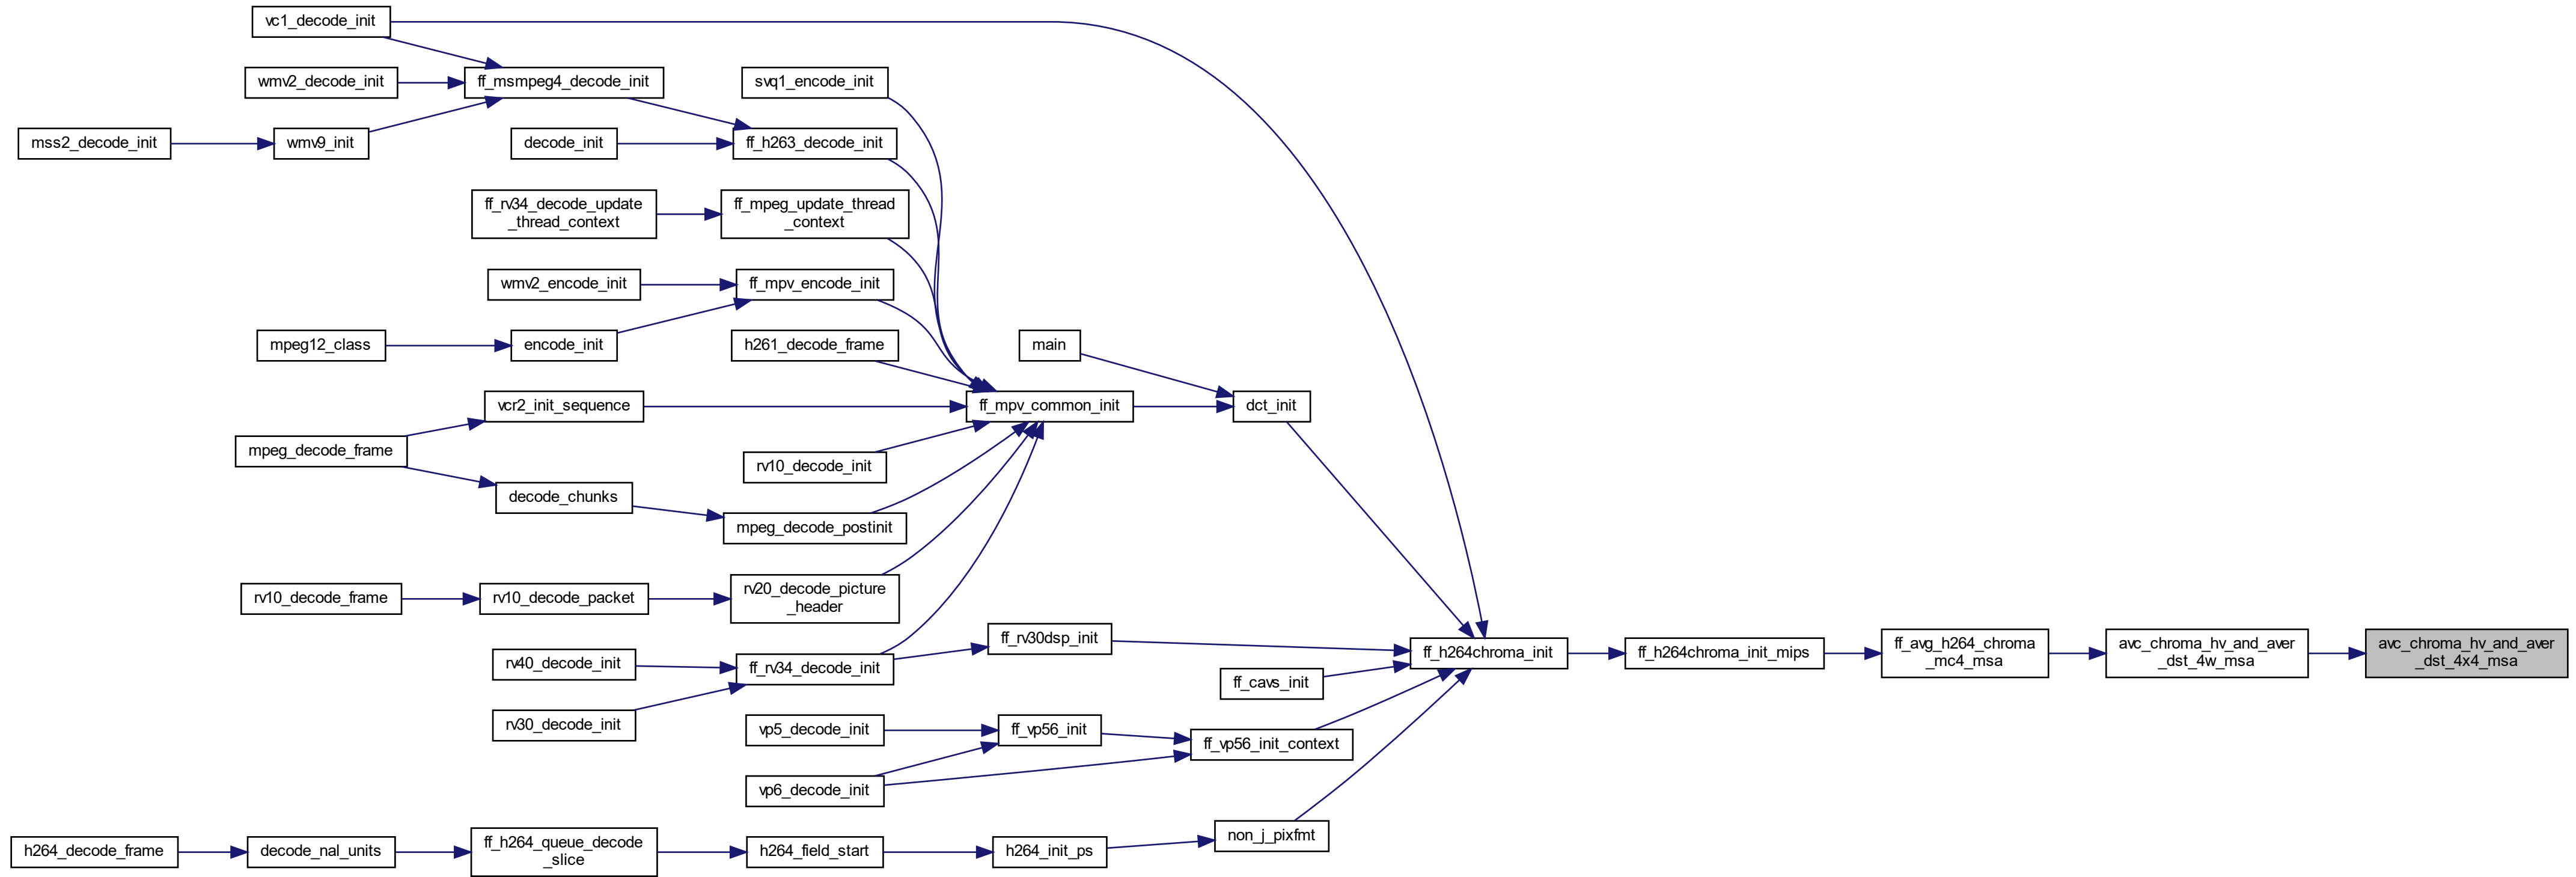 vc1_decode_init
wmv2_decode_init
ff_msmpeg4_decode_init
svq1_encode_init
mss2_decode_init
wmv9_init
decode_init
ff_h263_decode_init
ff_rv34_decode_update
_thread_context
ff_mpeg_update_thread
_context
wmv2_encode_init
ff_mpv_encode_init
mpeg12_class
encode_init
h261_decode_frame
main
vcr2_init_sequence
ff_mpv_common_init
dct_init
mpeg_decode_frame
rv10_decode_init
decode_chunks
mpeg_decode_postinit
rv10_decode_frame
rv10_decode_packet
rv20_decode_picture
_header
ff_rv30dsp_init
rv40_decode_init
ff_rv34_decode_init
ff_h264chroma_init
ff_h264chroma_init_mips
ff_avg_h264_chroma
_mc4_msa
avc_chroma_hv_and_aver
_dst_4w_msa
avc_chroma_hv_and_aver
_dst_4x4_msa
ff_cavs_init
rv30_decode_init
vp5_decode_init
ff_vp56_init
ff_vp56_init_context
vp6_decode_init
non_j_pixfmt
h264_decode_frame
decode_nal_units
ff_h264_queue_decode
_slice
h264_field_start
h264_init_ps